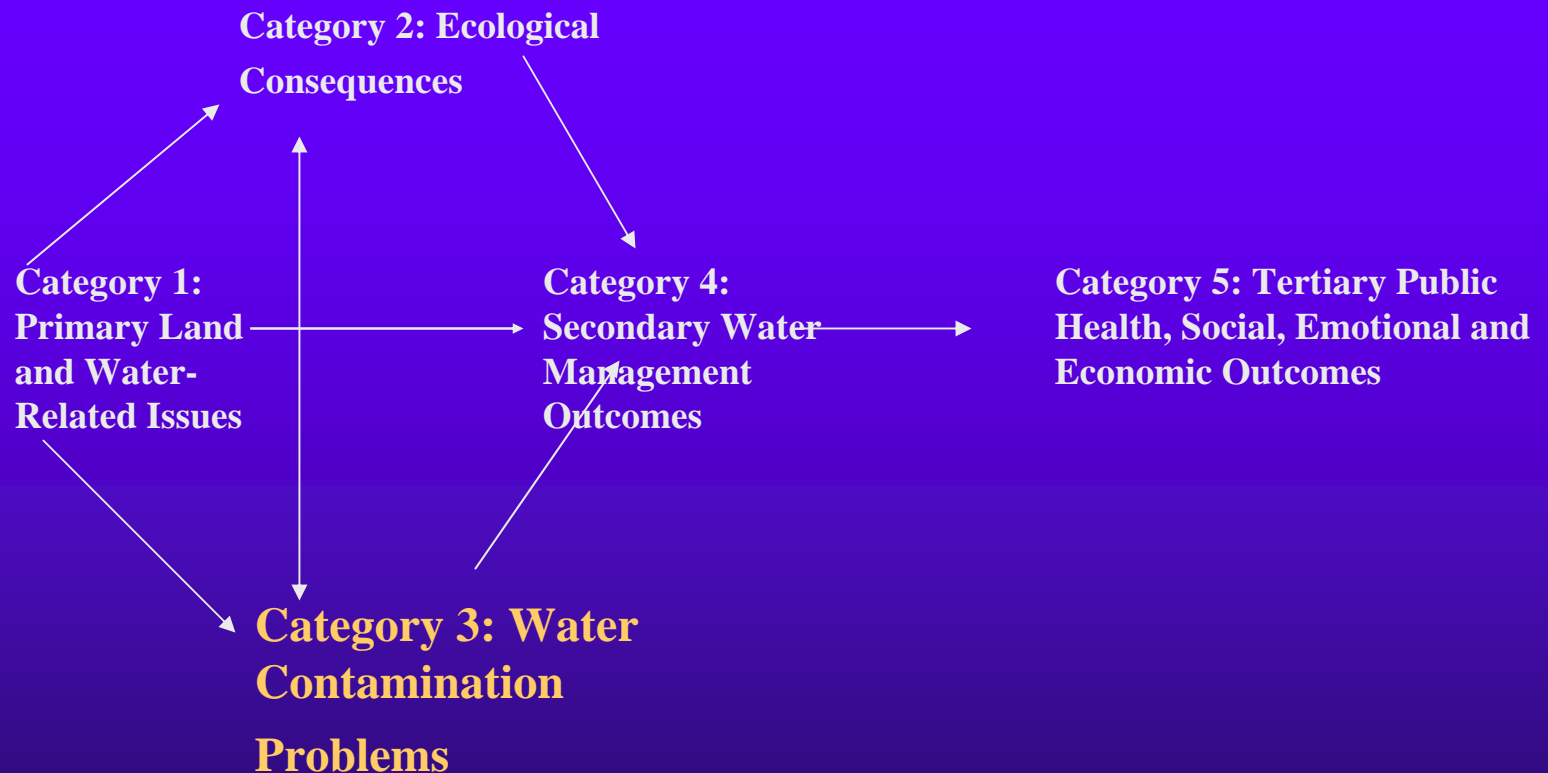 Category 2: Ecological
Consequences
Category 1:
Primary Land
and Water-
Related Issues
Category 4:
Secondary Water
Management
Outcomes
Category 5: Tertiary Public
Health, Social, Emotional and
Economic Outcomes
Category 3: Water
Contamination
Problems